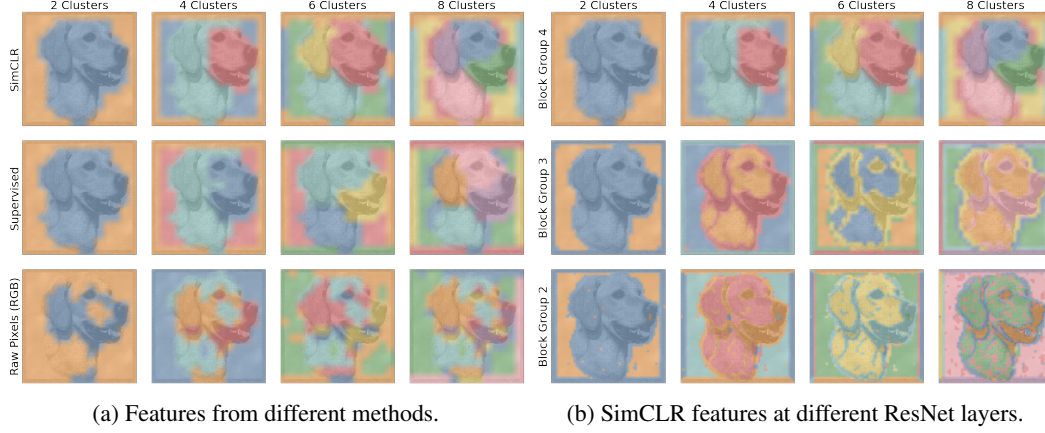 2 Clusters 4 Clusters 6 Clusters 8 Clusters 2 Clusters 4 Clusters 6 Clusters 8 Clusters
SimCLR
Supervised
Raw Pixels (RGB)
Block Group 4
Block Group 3
Block Group 2
(a) Features from different methods. (b) SimCLR features at different ResNet layers.